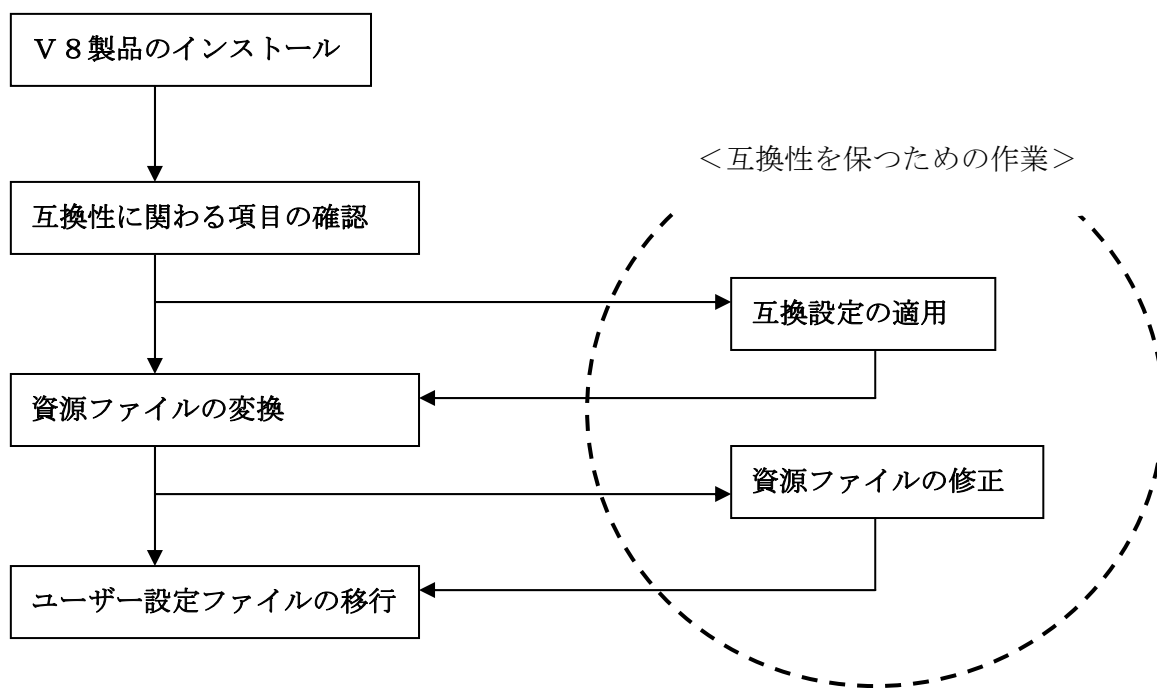 Ｖ８製品のインストール
＜互換性を保つための作業＞
互換性に関わる項目の確認
互換設定の適用
資源ファイルの変換
資源ファイルの修正
ユーザー設定ファイルの移行